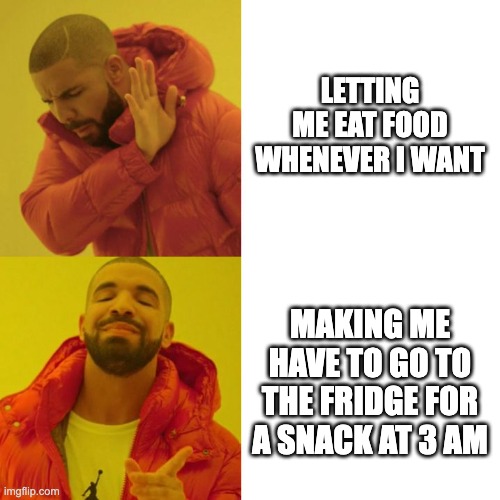 LETTING
ME EAT FOOD
WHENEVER I WANT
MAKING ME
HAVE TO GO TO
THE FRIDGE FOR
A SNACK AT 3 AM
imgflip.com